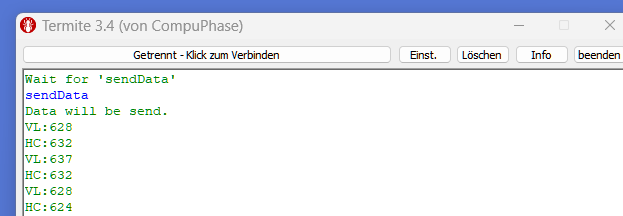 Termite 3.4 (von CompuPhase)
Getrennt - Klick zum Verbinden Einst. Löschen Info beenden
Wait for 'sendData'
sendData
Data will be send.
VL:628
HC:632
VL:637
HC:632
VL:628
HC:624